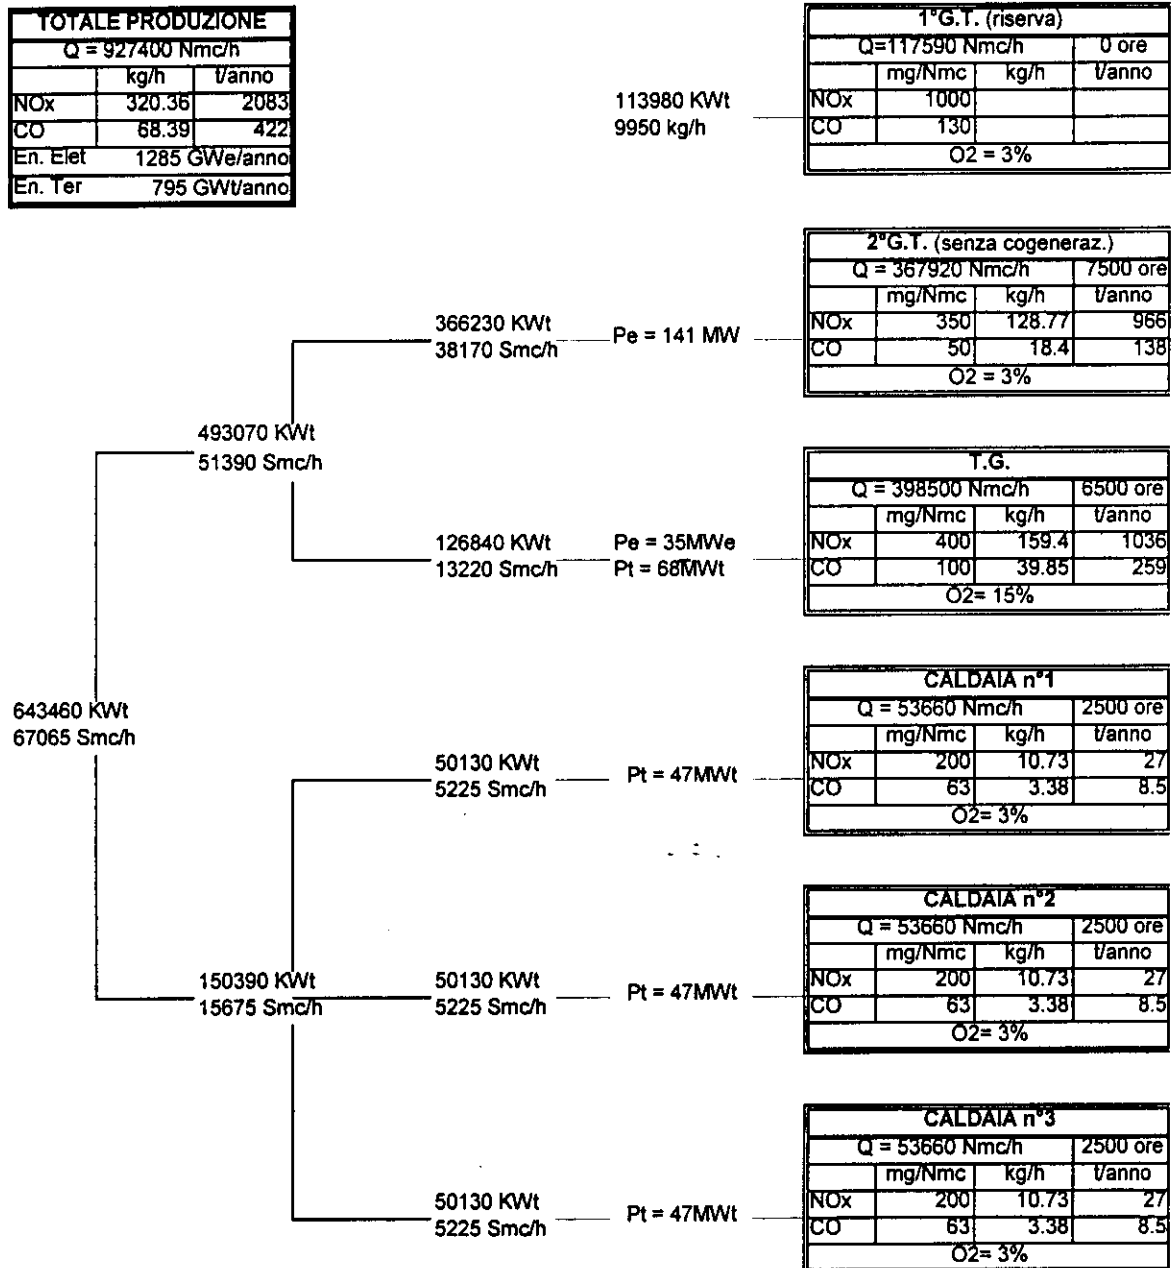 TOTALE PRODUZIONE
Q = 927400 Nmc/h
kg/h t/anno
NOx 320.36 2083
CO 68.39 422
En. Elet 1285 GWe/anno
En. Ter 795 GWt/anno
113980 KWt
9950 kg/h
1°G.T. (riserva)
Q=117590 Nmc/h 0 ore
mg/Nmc kg/h t/anno
NOx 1000
CO 130
O2 = 3%
366230 KWt
38170 Smc/h
Pe = 141 MW
2°G.T. (senza cogeneraz.)
Q = 367920 Nmc/h 7500 ore
mg/Nmc kg/h t/anno
NOx 350 128.77 966
CO 50 18.4 138
O2 = 3%
493070 KWt
51390 Smc/h
126840 KWt
13220 Smc/h
Pe = 35MWe
Pt = 68MWt
T.G.
Q = 398500 Nmc/h 6500 ore
mg/Nmc kg/h t/anno
NOx 400 159.4 1036
CO 100 39.85 259
O2= 15%
643460 KWt
67065 Smc/h
50130 KWt
5225 Smc/h
Pt = 47MWt
CALDAIA n°1
Q = 53660 Nmc/h 2500 ore
mg/Nmc kg/h t/anno
NOx 200 10.73 27
CO 63 3.38 8.5
O2= 3%
150390 KWt
15675 Smc/h
50130 KWt
5225 Smc/h
Pt = 47MWt
CALDAIA n°2
Q = 53660 Nmc/h 2500 ore
mg/Nmc kg/h t/anno
NOx 200 10.73 27
CO 63 3.38 8.5
O2= 3%
50130 KWt
5225 Smc/h
Pt = 47MWt
CALDAIA n°3
Q = 53660 Nmc/h 2500 ore
mg/Nmc kg/h t/anno
NOx 200 10.73 27
CO 63 3.38 8.5
O2= 3%